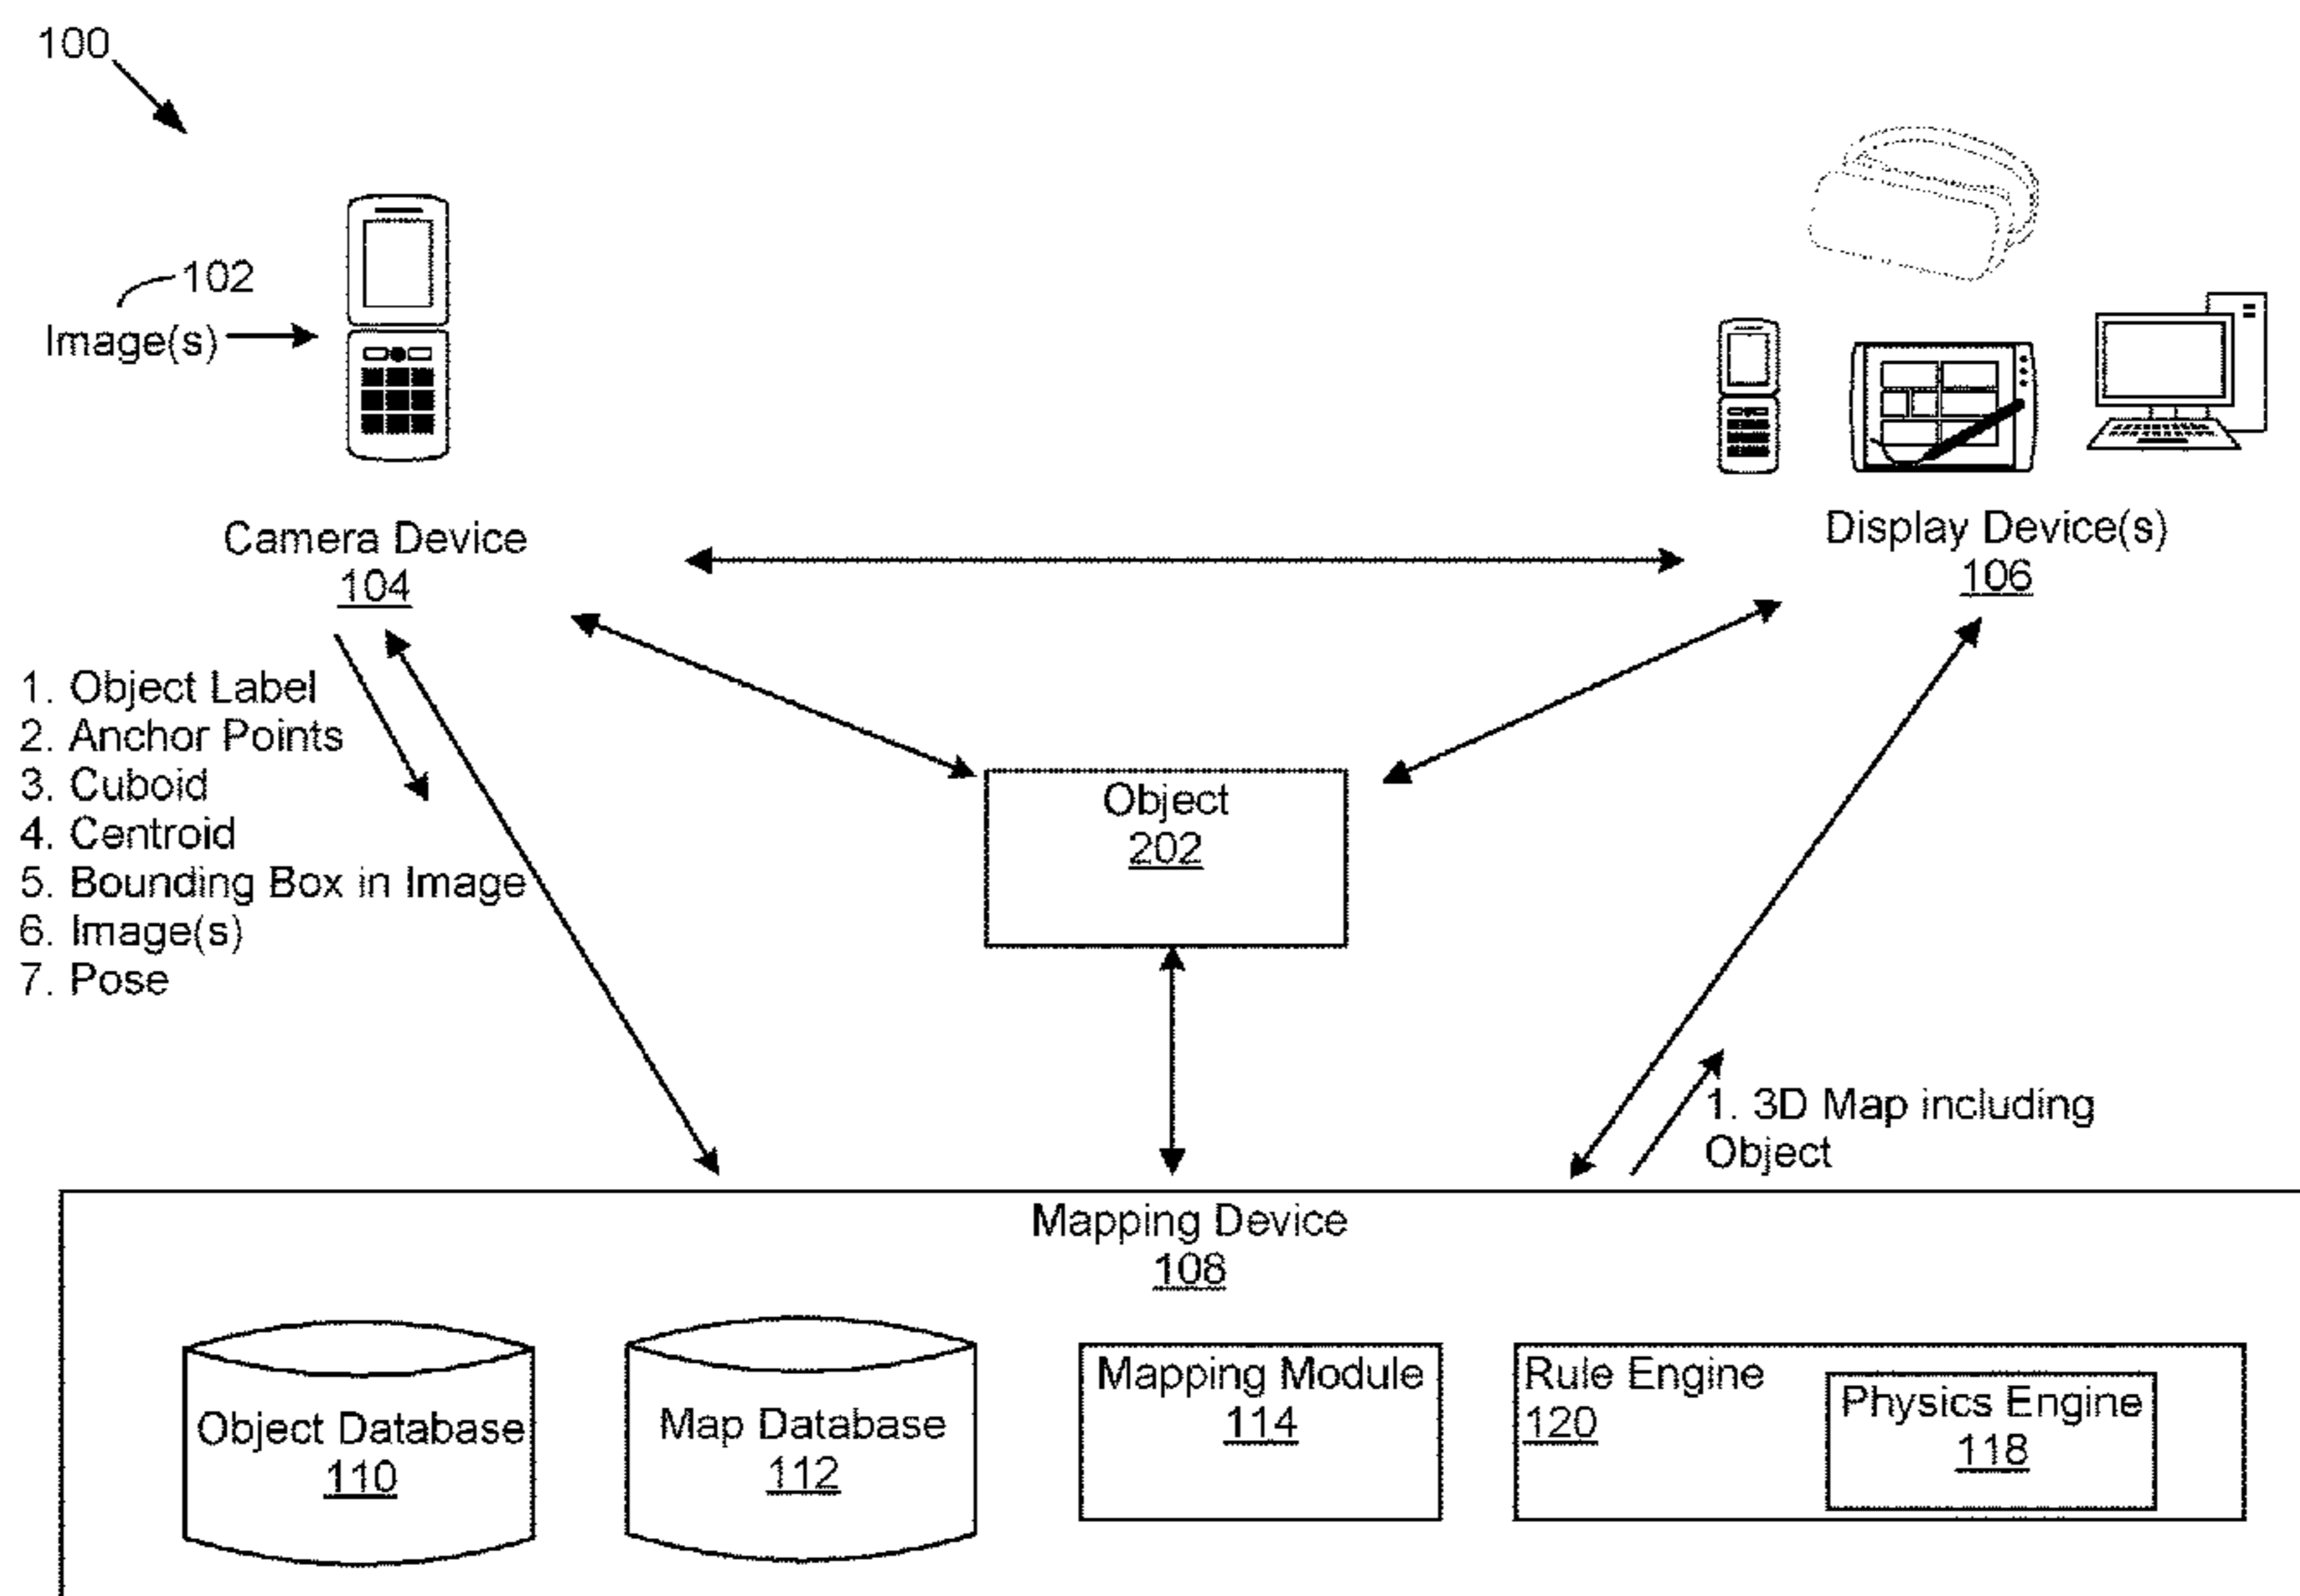 100
102
Image(s)
Camera Device
104
Display Device(s)
106
1. Object Label
2. Anchor Points
3. Cuboid
4. Centroid
5. Bounding Box in Image
6. Image(s)
7. Pose
Object
202
1. 3D Map including
Object
Mapping Device
108
Object Database
110
Map Database
112
Mapping Module
114
Rule Engine
120
Physics Engine
118